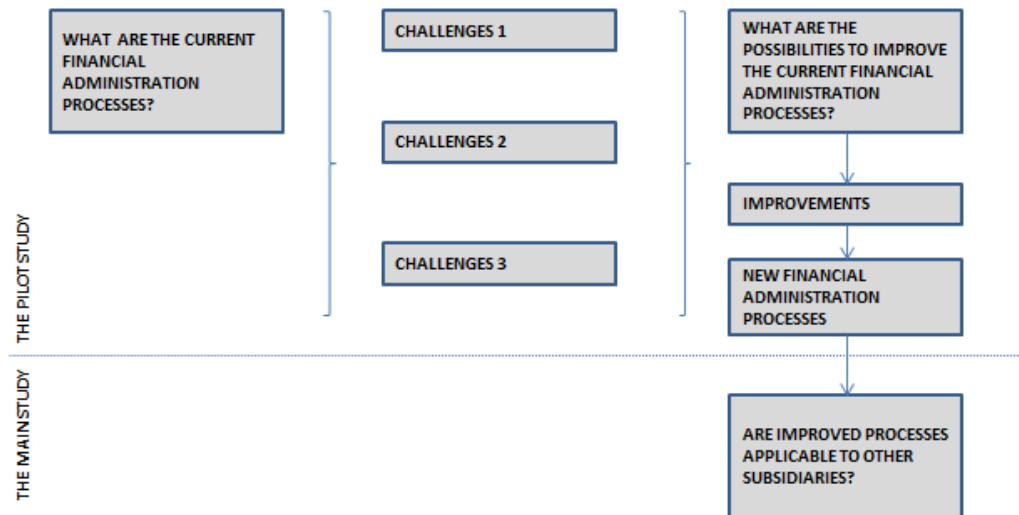 WHAT ARE THE CURRENT
FINANCIAL
ADMINISTRATION
PROCESSES?
CHALLENGES 1
CHALLENGES 2
CHALLENGES 3
WHAT ARE THE
POSSIBILITIES TO IMPROVE
THE CURRENT FINANCIAL
ADMINISTRATION
PROCESSES?
IMPROVEMENTS
NEW FINANCIAL
ADMINISTRATION
PROCESSES
THE PILOT STUDY
THE MAINSTUDY
ARE IMPROVED PROCESSES
APPLICABLE TO OTHER
SUBSIDIARIES?